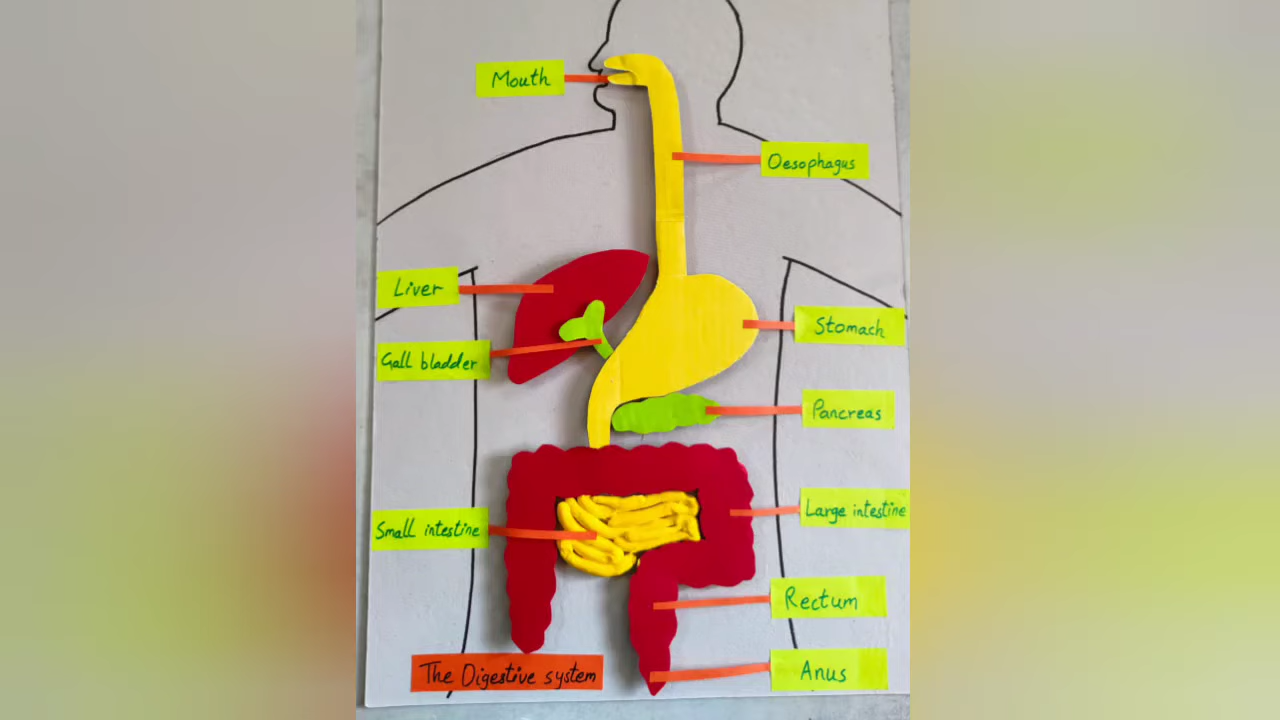 Mouth
Oesophagus
Liver
Stomach
Gall bladder
Pancreas
Large intestine
Small intestine
Rectum
The Digestive system
Anus